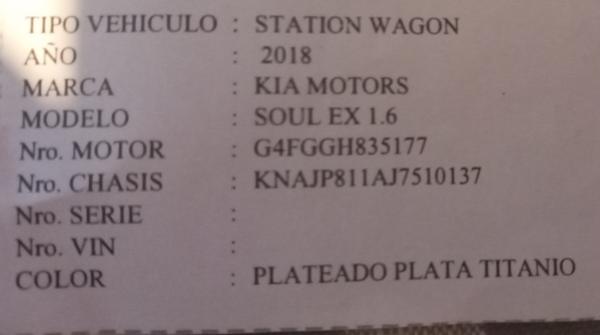 TIPO VEHICULO : STATION WAGON
AÑO : 2018
MARCA : KIA MOTORS
MODELO : SOUL EX 1.6
Nro. MOTOR : G4FGGH835177
Nro. CHASIS : KNAJP811AJ7510137
Nro. SERIE :
Nro. VIN :
COLOR : PLATEADO PLATA TITANIO